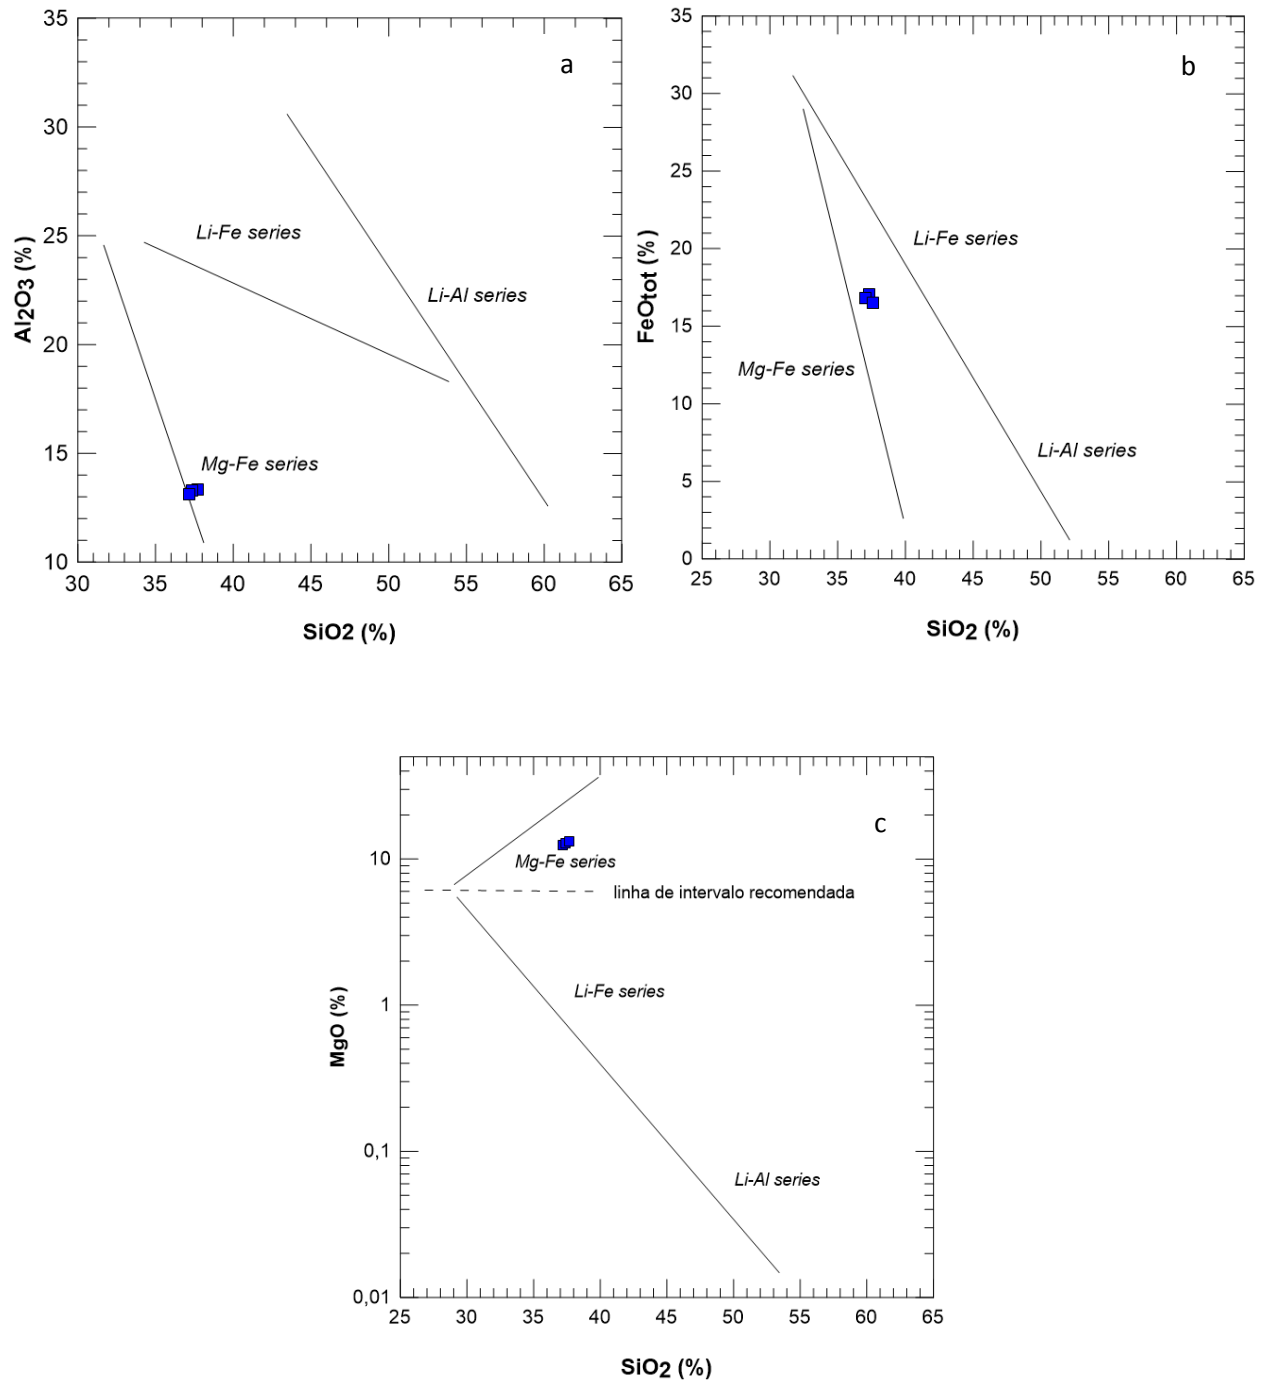 35
30
25
20
15
10
Al2O3 (%)
a
Li-Fe series
Li-Al series
Mg-Fe series
30 35 40 45 50 55 60 65
SiO2 (%)
35
30
25
20
15
10
5
0
FeOtot (%)
b
Li-Fe series
Mg-Fe series
Li-Al series
25 30 35 40 45 50 55 60 65
SiO2 (%)
10
1
0,1
0,01
MgO (%)
c
Mg-Fe series
linha de intervalo recomendada
Li-Fe series
Li-Al series
25 30 35 40 45 50 55 60 65
SiO2 (%)